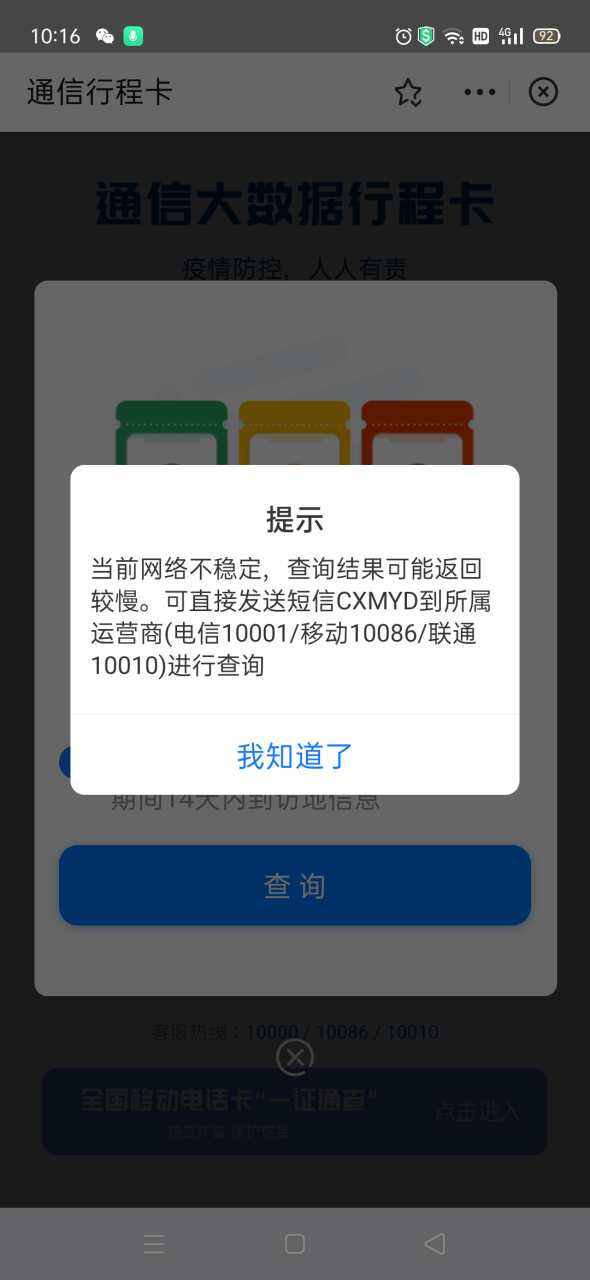 10:16
HD
4G
92
通信行程卡
通信大数据行程卡
疫情防控，人人有责
提示
当前网络不稳定，查询结果可能返回
较慢。可直接发送短信CXMYD到所属
运营商(电信10001/移动10086/联通
10010)进行查询
我知道了
期间14天内到访地信息
查 询
客服热线：10000 / 10086 / 10010
全国移动电话卡“一证通查”
点击进入